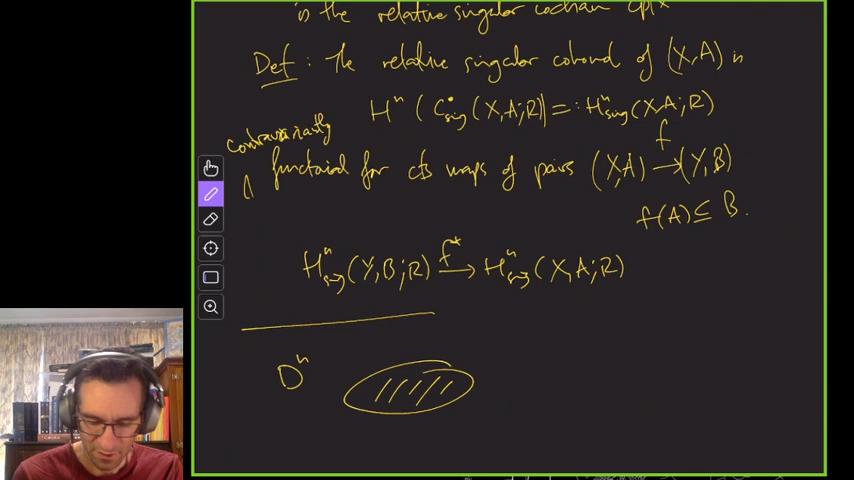 is the relative singular cochain cplx
Def: The relative singular cohomol of (X,A) is
H^n (C^•_sing (X,A;R)) =: H^n_sing (X,A;R)
contravariantly
functorial for cts maps of pairs (X,A) →^f (Y,B)
f(A) ⊆ B.
H^n_sing (Y,B;R) →^f* H^n_sing (X,A;R)
D^n